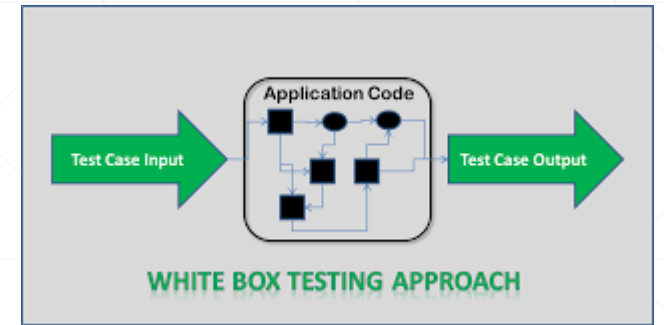 Application Code
Test Case Input
Test Case Output
WHITE BOX TESTING APPROACH